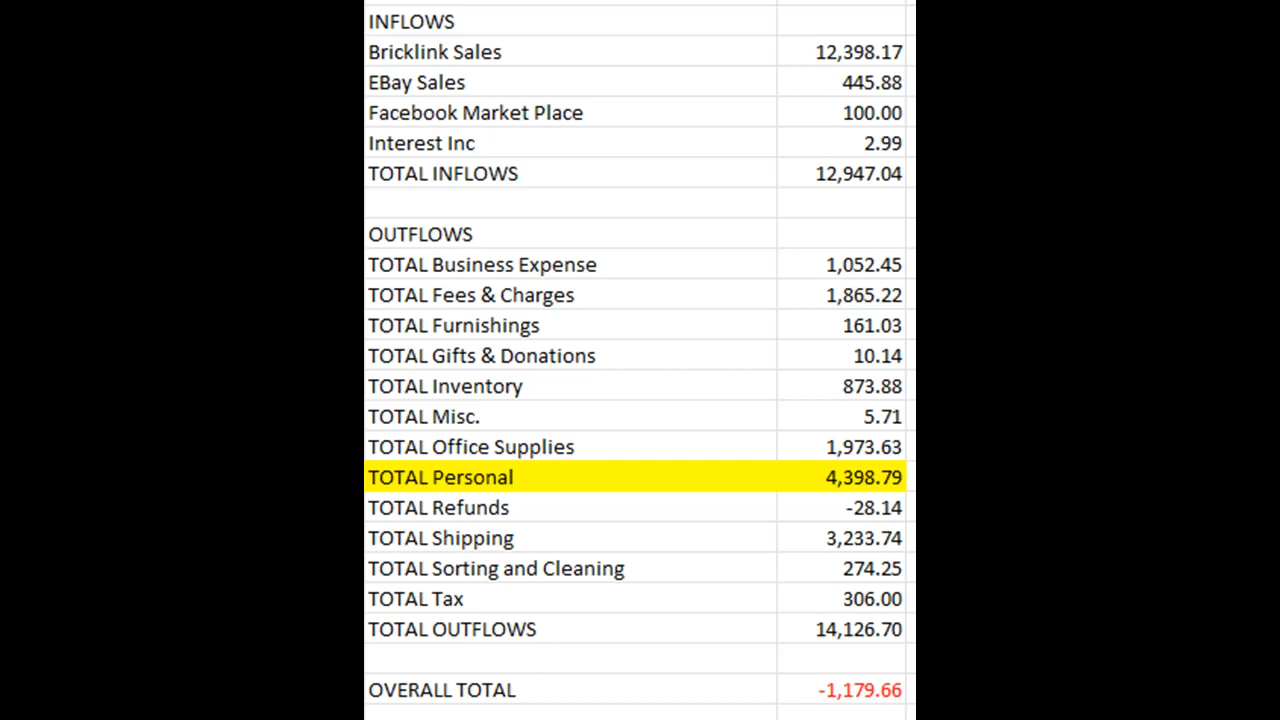 INFLOWS
Bricklink Sales 12,398.17
EBay Sales 445.88
Facebook Market Place 100.00
Interest Inc 2.99
TOTAL INFLOWS 12,947.04
OUTFLOWS
TOTAL Business Expense 1,052.45
TOTAL Fees & Charges 1,865.22
TOTAL Furnishings 161.03
TOTAL Gifts & Donations 10.14
TOTAL Inventory 873.88
TOTAL Misc. 5.71
TOTAL Office Supplies 1,973.63
TOTAL Personal 4,398.79
TOTAL Refunds -28.14
TOTAL Shipping 3,233.74
TOTAL Sorting and Cleaning 274.25
TOTAL Tax 306.00
TOTAL OUTFLOWS 14,126.70
OVERALL TOTAL -1,179.66